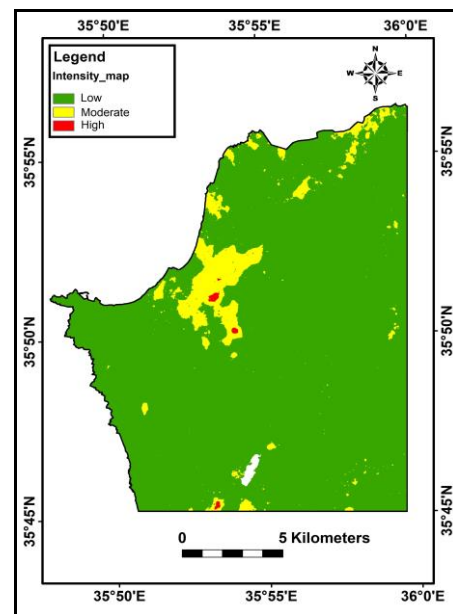 35°50'E 35°55'E 36°0'E
Legend
Intensity_map
Low
Moderate
High
N
W E
S
35°55'N 35°55'N
35°50'N 35°50'N
35°45'N 35°45'N
0 5 Kilometers
35°50'E 35°55'E 36°0'E